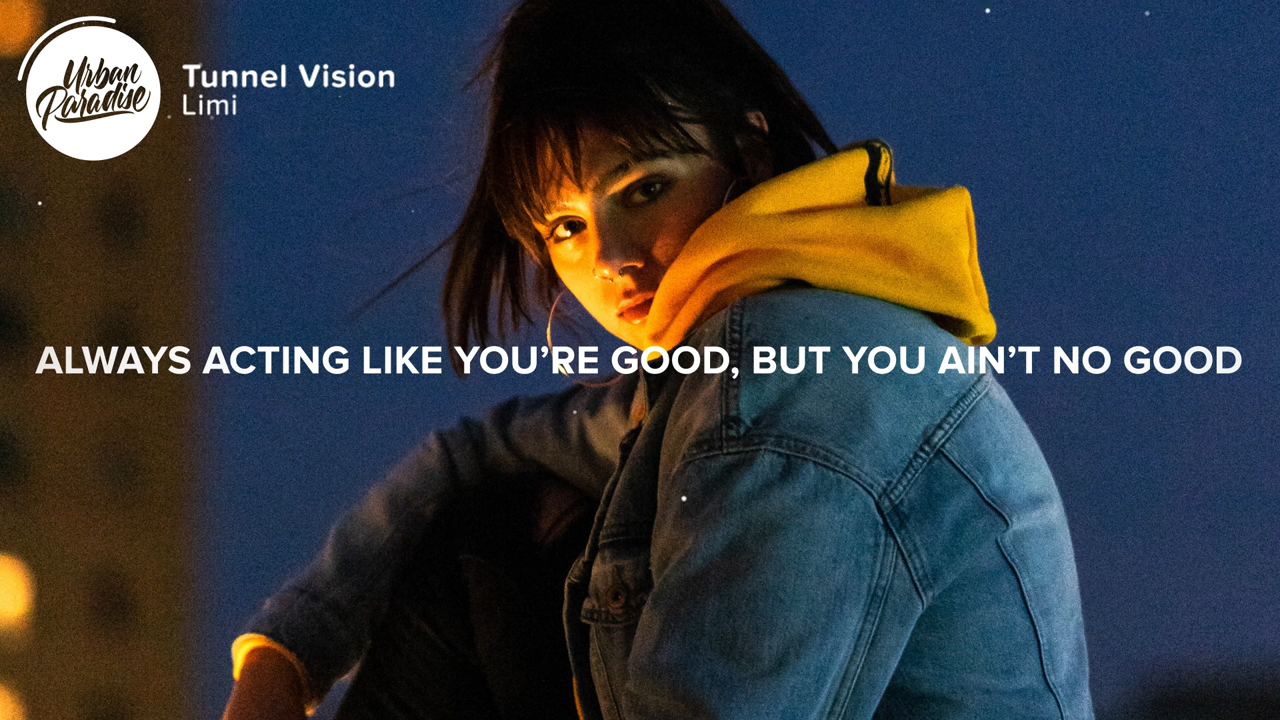 Urban
Paradise
Tunnel Vision
Limi
ALWAYS ACTING LIKE YOU’RE GOOD, BUT YOU AIN’T NO GOOD